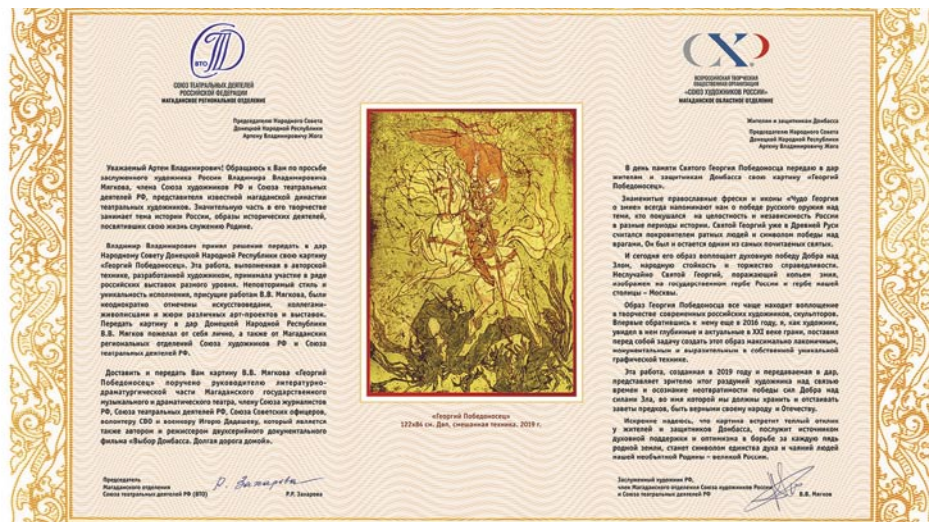 ВТО
СОЮЗ ТЕАТРАЛЬНЫХ ДЕЯТЕЛЕЙ
РОССИЙСКОЙ ФЕДЕРАЦИИ
МАГАДАНСКОЕ РЕГИОНАЛЬНОЕ ОТДЕЛЕНИЕ
Председателю Народного Совета
Донецкой Народной Республики
Артему Владимировичу Жога
Уважаемый Артем Владимирович! Обращаюсь к Вам по просьбе
заслуженного художника России Владимира Владимировича
Мягкова, члена Союза художников РФ и Союза театральных
деятелей РФ, представителя известной магаданской династии
театральных художников. Значительную часть в его творчестве
занимает тема истории России, образы исторических деятелей,
посвятивших свою жизнь служению Родине.
Владимир Владимирович принял решение передать в дар
Народному Совету Донецкой Народной Республики свою картину
«Георгий Победоносец». Эта работа, выполненная в авторской
технике, разработанной художником, принимала участие в ряде
российских выставок разного уровня. Неповторимый стиль и
уникальность исполнения, присущие работам В.В. Мягкова, были
неоднократно отмечены искусствоведами, коллегами-
живописцами и жюри различных арт-проектов и выставок.
Передать картину в дар Донецкой Народной Республики
В.В. Мягков пожелал от себя лично, а также от Магаданских
региональных отделений Союза художников РФ и Союза
театральных деятелей РФ.
Доставить и передать Вам картину В.В. Мягкова «Георгий
Победоносец» поручено руководителю литературно-
драматургической части Магаданского государственного
музыкального и драматического театра, члену Союза журналистов
РФ, Союза театральных деятелей РФ, Союза Советских офицеров,
волонтеру СВО и военкору Игорю Дадашеву, который является
также автором и режиссером двухсерийного документального
фильма «Выбор Донбасса. Долгая дорога домой».
Председатель
Магаданского отделения
Союза театральных деятелей РФ (ВТО)
Р.П. Захарова
«Георгий Победоносец»
122х84 см. Двп, смешанная техника. 2019 г.
СХР
ВСЕРОССИЙСКАЯ ТВОРЧЕСКАЯ
ОБЩЕСТВЕННАЯ ОРГАНИЗАЦИЯ
«СОЮЗ ХУДОЖНИКОВ РОССИИ»
МАГАДАНСКОЕ ОБЛАСТНОЕ ОТДЕЛЕНИЕ
Жителям и защитникам Донбасса
Председателю Народного Совета
Донецкой Народной Республики
Артему Владимировичу Жога
В день памяти Святого Георгия Победоносца передаю в дар
жителям и защитникам Донбасса свою картину «Георгий
Победоносец».
Знаменитые православные фрески и иконы «Чудо Георгия
о змие» всегда напоминают нам о победе русского оружия над
теми, кто покушался на целостность и независимость России
в разные периоды истории. Святой Георгий уже в Древней Руси
считался покровителем ратных людей и символом победы над
врагами. Он был и остается одним из самых почитаемых святых.
И сегодня его образ воплощает духовную победу Добра над
Злом, народную стойкость и торжество справедливости.
Неслучайно Святой Георгий, поражающий копьем змия,
изображен на государственном гербе России и гербе нашей
столицы – Москвы.
Образ Георгия Победоносца все чаще находит воплощение
в творчестве современных российских художников, скульпторов.
Впервые обратившись к нему еще в 2016 году, я, как художник,
увидел в нем глубинные и актуальные в XXI веке грани, поставил
перед собой задачу создать этот образ максимально лаконичным,
монументальным и выразительным в собственной уникальной
графической технике.
Эта работа, созданная в 2019 году и передаваемая в дар,
представляет зрителю итог раздумий художника над связью
времен и осознание неотвратимости победы сил Добра над
силами Зла, во имя которой мы должны хранить и отстаивать
заветы предков, быть верными своему народу и Отечеству.
Искренне надеюсь, что картина встретит теплый отклик
у жителей и защитников Донбасса, послужит источником
духовной поддержки и оптимизма в борьбе за каждую пядь
родной земли, станет символом единства духа и чаяний людей
нашей необъятной Родины – великой России.
Заслуженный художник РФ,
член Магаданского отделения Союза художников России
и Союза театральных деятелей РФ
В.В. Мягков